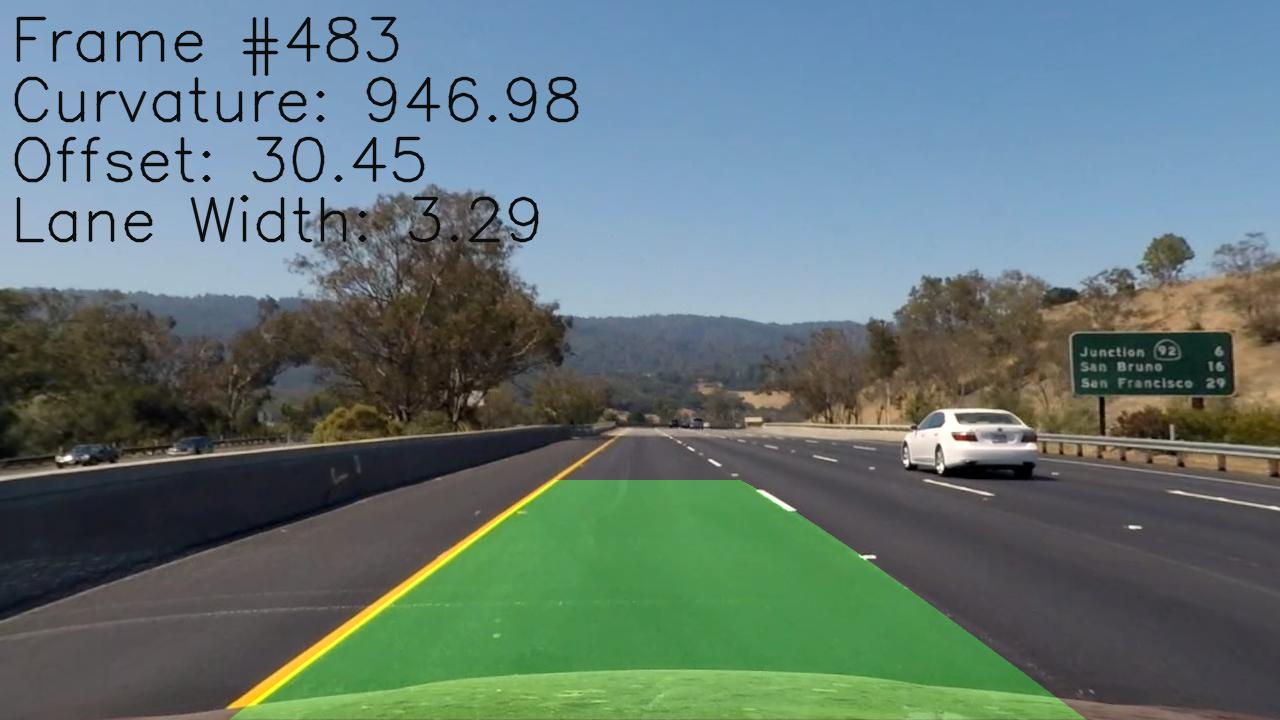 Frame #483
Curvature: 946.98
Offset: 30.45
Lane Width: 3.29
Junction 92 6
San Bruno 16
San Francisco 29